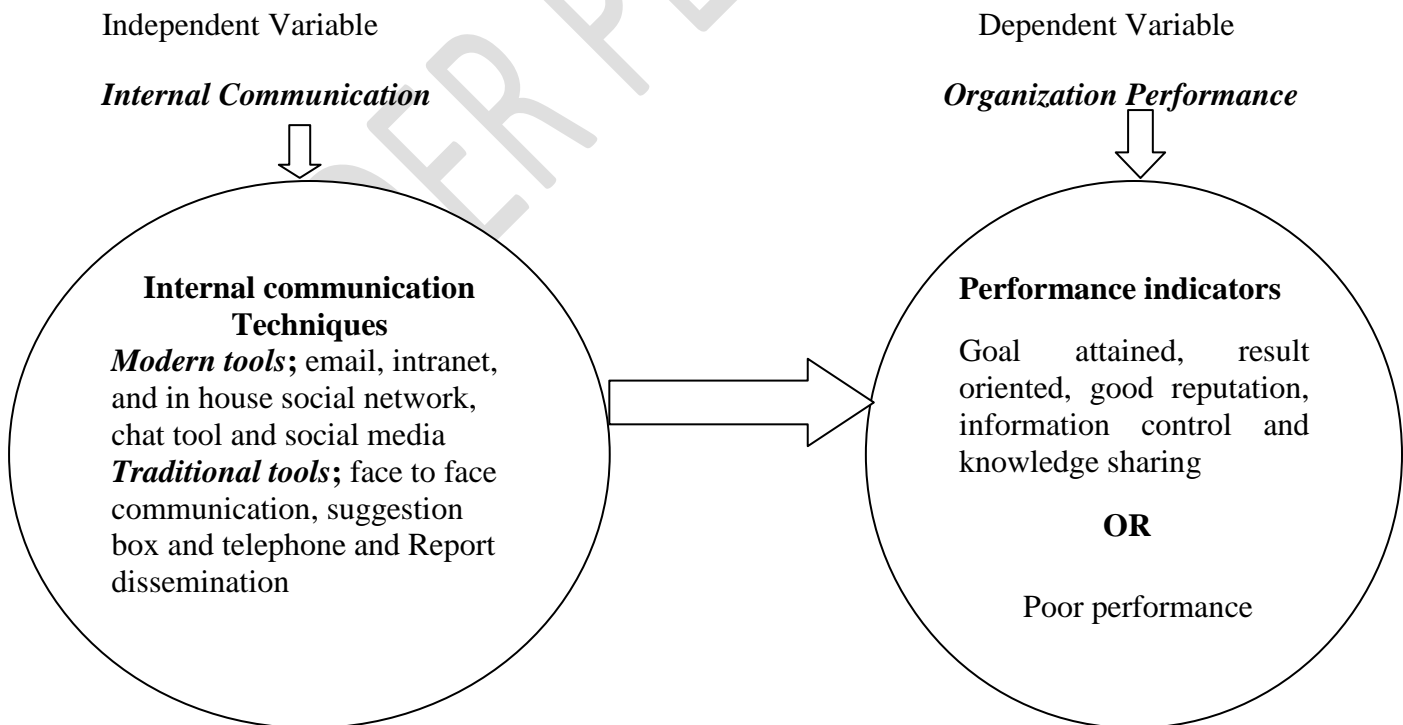 Independent Variable
Dependent Variable
Internal Communication
Organization Performance
Internal communication
Techniques
Modern tools; email, intranet,
and in house social network,
chat tool and social media
Traditional tools; face to face
communication, suggestion
box and telephone and Report
dissemination
Performance indicators
Goal attained, result
oriented, good reputation,
information control and
knowledge sharing
OR
Poor performance